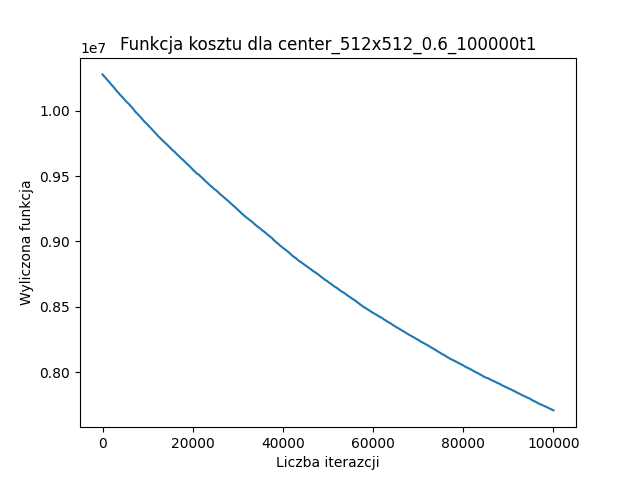 Funkcja kosztu dla center_512x512_0.6_100000t1
1e7
1.00
0.95
0.90
0.85
0.80
Wyliczona funkcja
0 20000 40000 60000 80000 100000
Liczba iterazcji